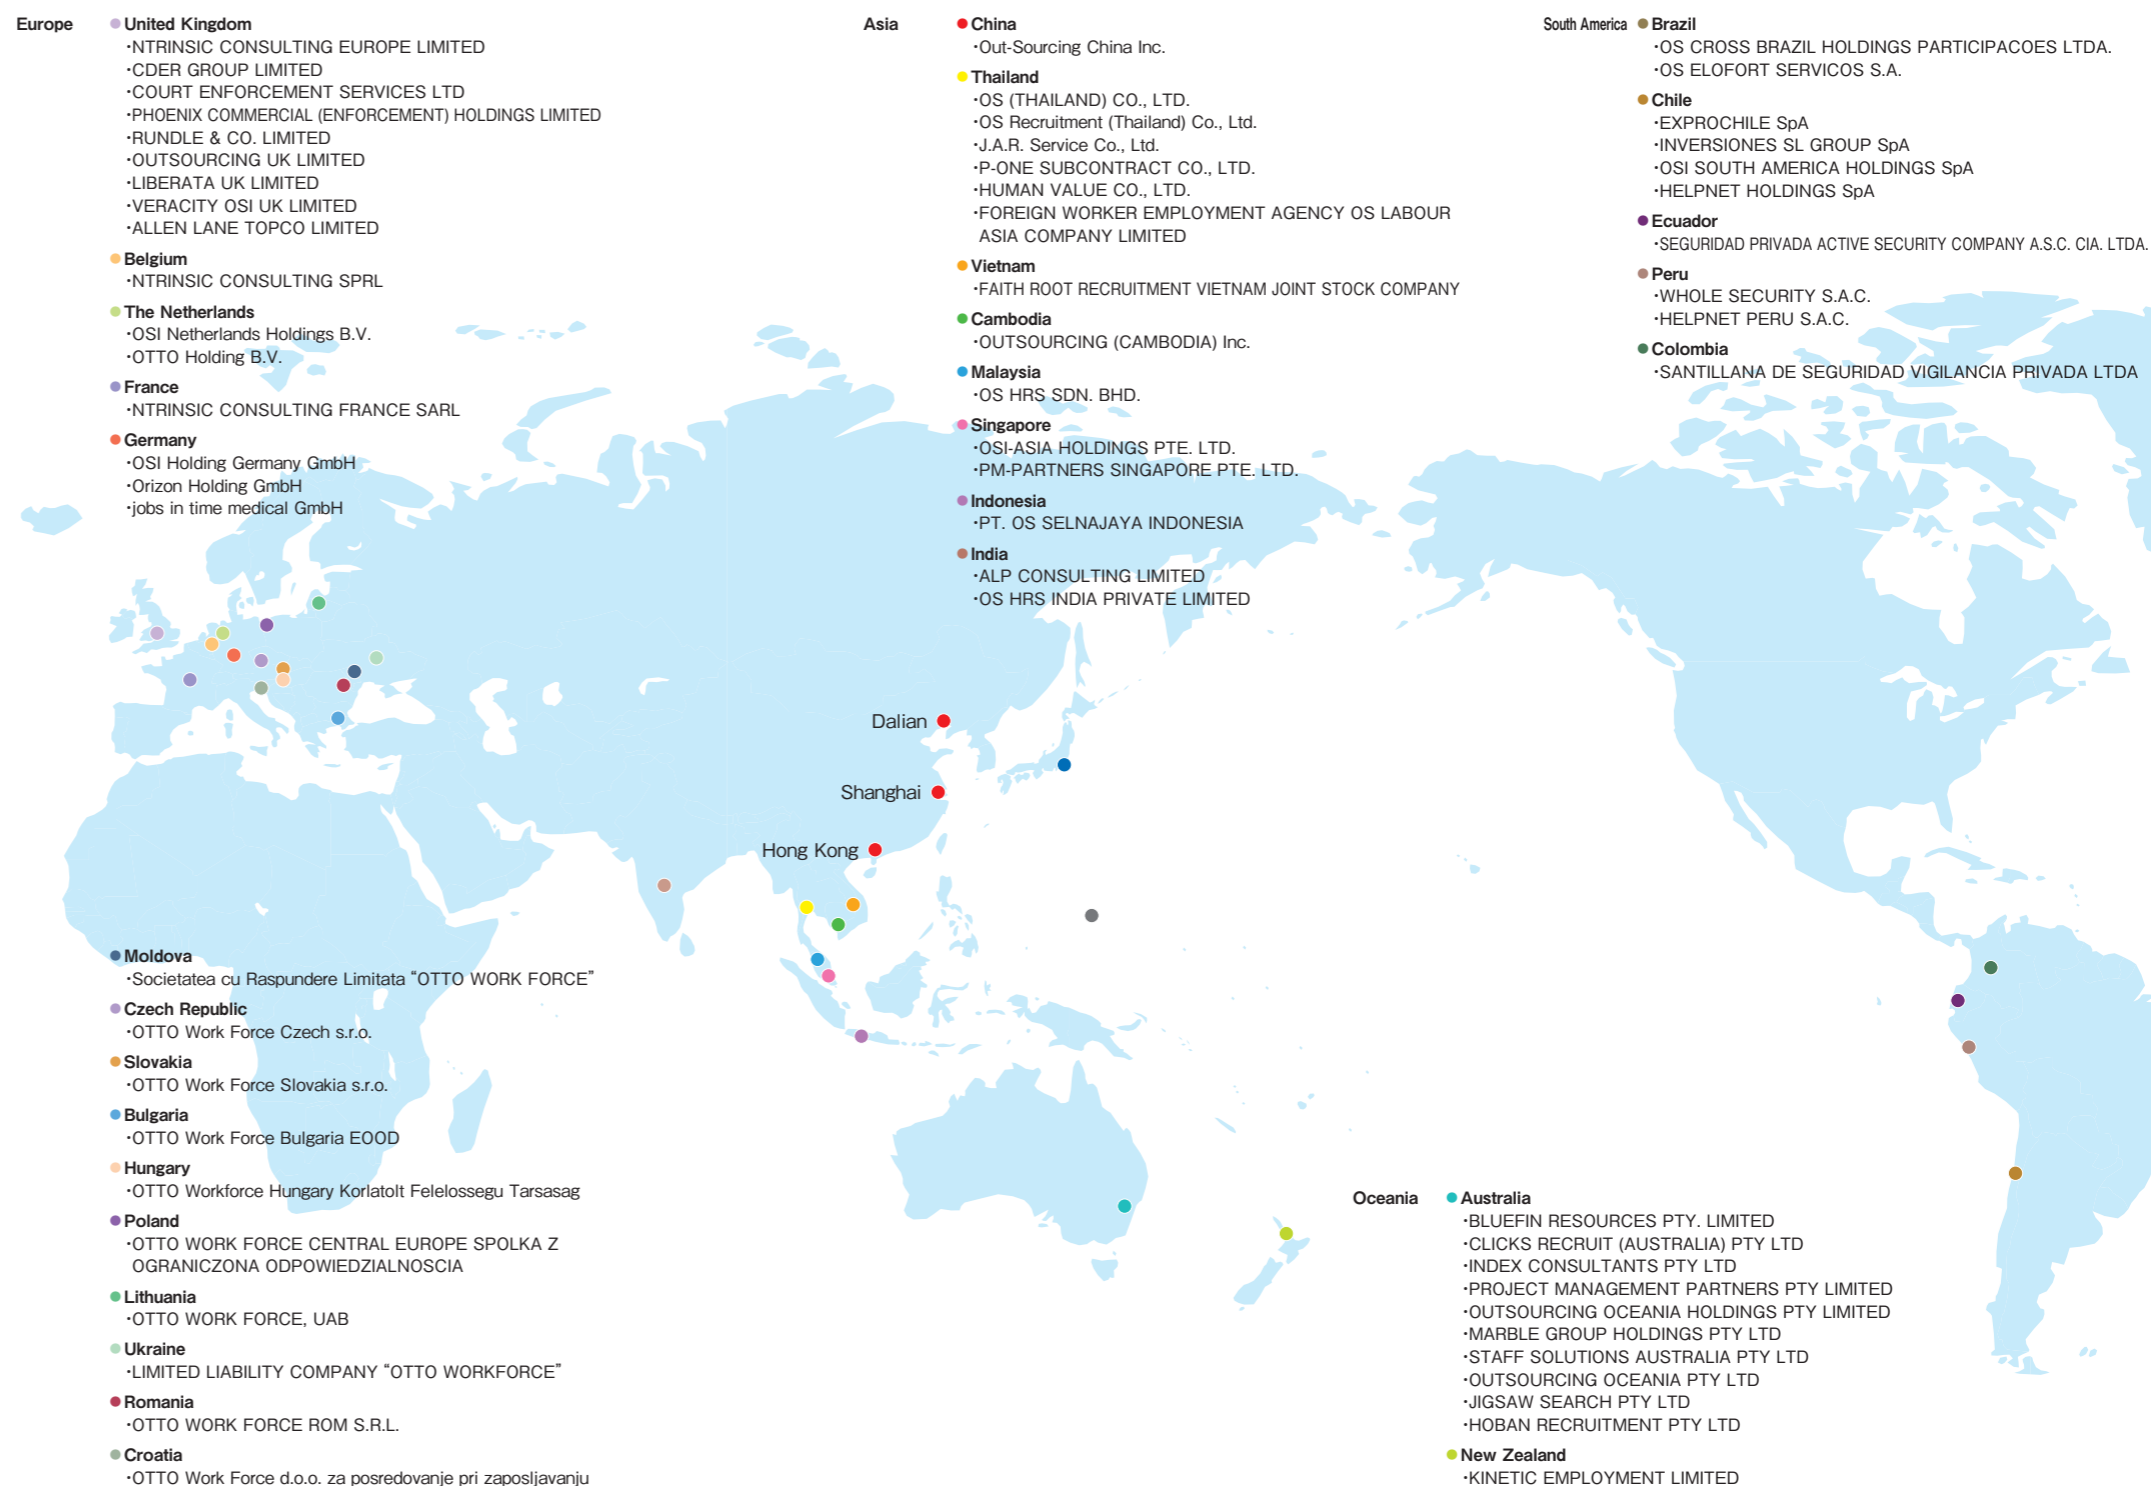 Europe
United Kingdom
・NTRINSIC CONSULTING EUROPE LIMITED
・CDER GROUP LIMITED
・COURT ENFORCEMENT SERVICES LTD
・PHOENIX COMMERCIAL (ENFORCEMENT) HOLDINGS LIMITED
・RUNDLE & CO. LIMITED
・OUTSOURCING UK LIMITED
・LIBERATA UK LIMITED
・VERACITY OSI UK LIMITED
・ALLEN LANE TOPCO LIMITED
Belgium
・NTRINSIC CONSULTING SPRL
The Netherlands
・OSI Netherlands Holdings B.V.
・OTTO Holding B.V.
France
・NTRINSIC CONSULTING FRANCE SARL
Germany
・OSI Holding Germany GmbH
・Orizon Holding GmbH
・jobs in time medical GmbH
Moldova
・Societatea cu Raspundere Limitata “OTTO WORK FORCE”
Czech Republic
・OTTO Work Force Czech s.r.o.
Slovakia
・OTTO Work Force Slovakia s.r.o.
Bulgaria
・OTTO Work Force Bulgaria EOOD
Hungary
・OTTO Workforce Hungary Korlatolt Felelossegu Tarsasag
Poland
・OTTO WORK FORCE CENTRAL EUROPE SPOLKA Z
OGRANICZONA ODPOWIEDZIALNOSCIA
Lithuania
・OTTO WORK FORCE, UAB
Ukraine
・LIMITED LIABILITY COMPANY “OTTO WORKFORCE”
Romania
・OTTO WORK FORCE ROM S.R.L.
Croatia
・OTTO Work Force d.o.o. za posredovanje pri zaposljavanju
Asia
China
・Out-Sourcing China Inc.
Thailand
・OS (THAILAND) CO., LTD.
・OS Recruitment (Thailand) Co., Ltd.
・J.A.R. Service Co., Ltd.
・P-ONE SUBCONTRACT CO., LTD.
・HUMAN VALUE CO., LTD.
・FOREIGN WORKER EMPLOYMENT AGENCY OS LABOUR
ASIA COMPANY LIMITED
Vietnam
・FAITH ROOT RECRUITMENT VIETNAM JOINT STOCK COMPANY
Cambodia
・OUTSOURCING (CAMBODIA) Inc.
Malaysia
・OS HRS SDN. BHD.
Singapore
・OSI-ASIA HOLDINGS PTE. LTD.
・PM-PARTNERS SINGAPORE PTE. LTD.
Indonesia
・PT. OS SELNAJAYA INDONESIA
India
・ALP CONSULTING LIMITED
・OS HRS INDIA PRIVATE LIMITED
Dalian
Shanghai
Hong Kong
South America
Brazil
・OS CROSS BRAZIL HOLDINGS PARTICIPACOES LTDA.
・OS ELOFORT SERVICOS S.A.
Chile
・EXPROCHILE SpA
・INVERSIONES SL GROUP SpA
・OSI SOUTH AMERICA HOLDINGS SpA
・HELPNET HOLDINGS SpA
Ecuador
・SEGURIDAD PRIVADA ACTIVE SECURITY COMPANY A.S.C. CIA. LTDA.
Peru
・WHOLE SECURITY S.A.C.
・HELPNET PERU S.A.C.
Colombia
・SANTILLANA DE SEGURIDAD VIGILANCIA PRIVADA LTDA
Oceania
Australia
・BLUEFIN RESOURCES PTY. LIMITED
・CLICKS RECRUIT (AUSTRALIA) PTY LTD
・INDEX CONSULTANTS PTY LTD
・PROJECT MANAGEMENT PARTNERS PTY LIMITED
・OUTSOURCING OCEANIA HOLDINGS PTY LIMITED
・MARBLE GROUP HOLDINGS PTY LTD
・STAFF SOLUTIONS AUSTRALIA PTY LTD
・OUTSOURCING OCEANIA PTY LTD
・JIGSAW SEARCH PTY LTD
・HOBAN RECRUITMENT PTY LTD
New Zealand
・KINETIC EMPLOYMENT LIMITED